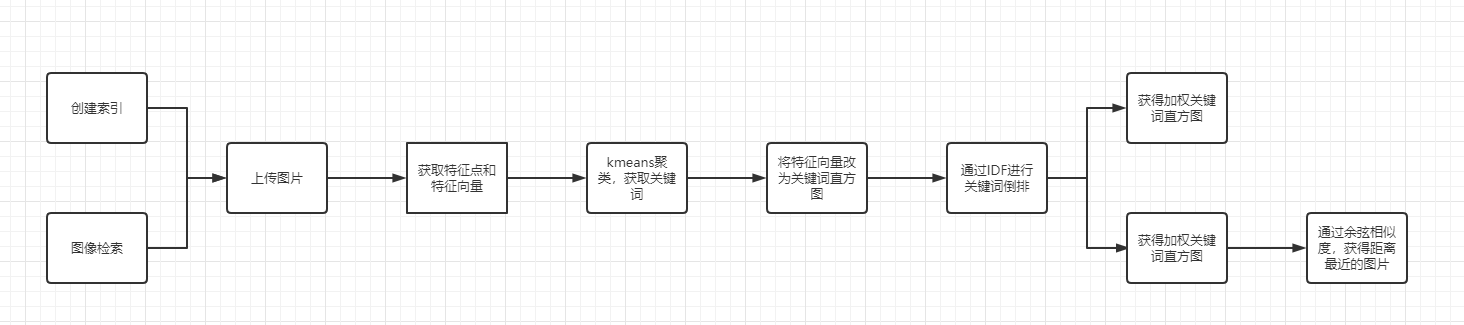 创建索引
图像检索
上传图片
获取特征点和
特征向量
kmeans聚
类，获取关键
词
将特征向量改
为关键词直方
图
通过IDF进行
关键词倒排
获得加权关键
词直方图
获得加权关键
词直方图
通过余弦相似
度，获得距离
最近的图片